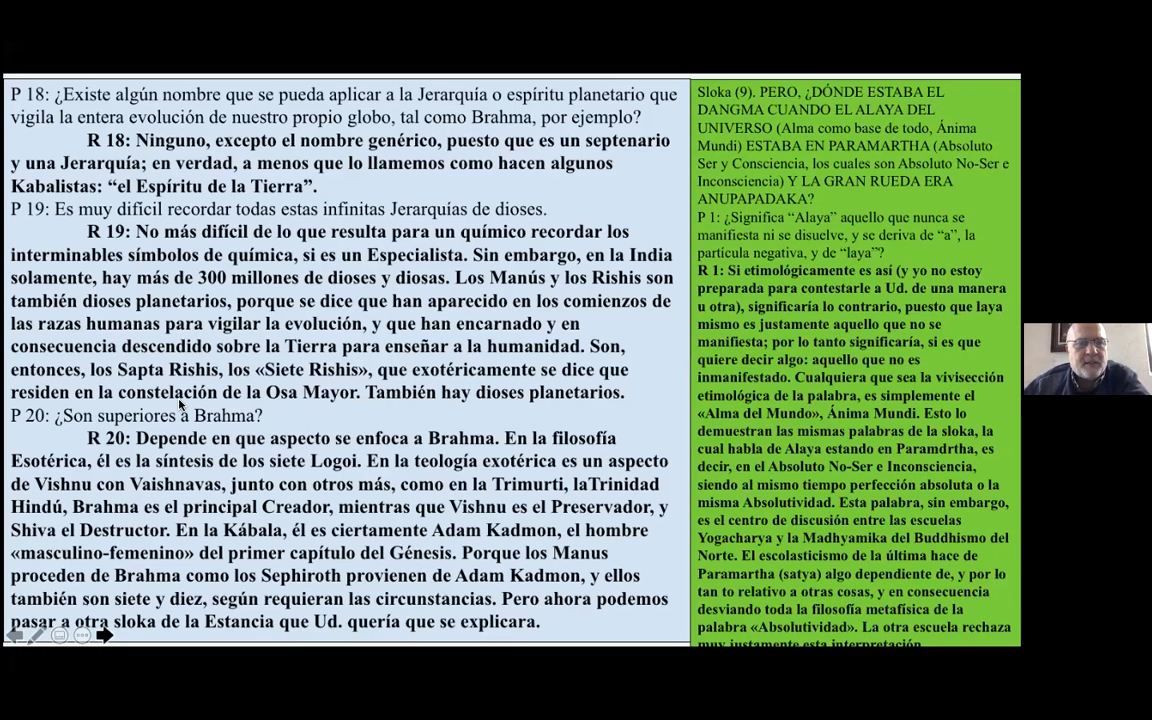 P 18: ¿Existe algún nombre que se pueda aplicar a la Jerarquía o espíritu planetario que
vigila la entera evolución de nuestro propio globo, tal como Brahma, por ejemplo?
R 18: Ninguno, excepto el nombre genérico, puesto que es un septenario
y una Jerarquía; en verdad, a menos que lo llamemos como hacen algunos
Kabalistas: “el Espíritu de la Tierra”.
P 19: Es muy difícil recordar todas estas infinitas Jerarquías de dioses.
R 19: No más difícil de lo que resulta para un químico recordar los
interminables símbolos de química, si es un Especialista. Sin embargo, en la India
solamente, hay más de 300 millones de dioses y diosas. Los Manús y los Rishis son
también dioses planetarios, porque se dice que han aparecido en los comienzos de
las razas humanas para vigilar la evolución, y que han encarnado y en
consecuencia descendido sobre la Tierra para enseñar a la humanidad. Son,
entonces, los Sapta Rishis, los «Siete Rishis», que exotéricamente se dice que
residen en la constelación de la Osa Mayor. También hay dioses planetarios.
P 20: ¿Son superiores a Brahma?
R 20: Depende en que aspecto se enfoca a Brahma. En la filosofía
Esotérica, él es la síntesis de los siete Logoi. En la teología exotérica es un aspecto
de Vishnu con Vaishnavas, junto con otros más, como en la Trimurti, laTrinidad
Hindú, Brahma es el principal Creador, mientras que Vishnu es el Preservador, y
Shiva el Destructor. En la Kábala, él es ciertamente Adam Kadmon, el hombre
«masculino-femenino» del primer capítulo del Génesis. Porque los Manus
proceden de Brahma como los Sephiroth provienen de Adam Kadmon, y ellos
también son siete y diez, según requieran las circunstancias. Pero ahora podemos
pasar a otra sloka de la Estancia que Ud. quería que se explicara.
Sloka (9). PERO, ¿DÓNDE ESTABA EL
DANGMA CUANDO EL ALAYA DEL
UNIVERSO (Alma como base de todo, Ánima
Mundi) ESTABA EN PARAMARTHA (Absoluto
Ser y Consciencia, los cuales son Absoluto No-Ser e
Inconsciencia) Y LA GRAN RUEDA ERA
ANUPAPADAKA?
P 1: ¿Significa “Alaya” aquello que nunca se
manifiesta ni se disuelve, y se deriva de “a”, la
partícula negativa, y de “laya”?
R 1: Si etimológicamente es así (y yo no estoy
preparada para contestarle a Ud. de una manera
u otra), significaría lo contrario, puesto que laya
mismo es justamente aquello que no se
manifiesta; por lo tanto significaría, si es que
quiere decir algo: aquello que no es
inmanifestado. Cualquiera que sea la vivisección
etimológica de la palabra, es simplemente el
«Alma del Mundo», Ánima Mundi. Esto lo
demuestran las mismas palabras de la sloka, la
cual habla de Alaya estando en Paramdrtha, es
decir, en el Absoluto No-Ser e Inconsciencia,
siendo al mismo tiempo perfección absoluta o la
misma Absolutividad. Esta palabra, sin embargo,
es el centro de discusión entre las escuelas
Yogacharya y la Madhyamika del Buddhismo del
Norte. El escolasticismo de la última hace de
Paramartha (satya) algo dependiente de, y por lo
tan to relativo a otras cosas, y en consecuencia
desviando toda la filosofía metafísica de la
palabra «Absolutividad». La otra escuela rechaza
muy justamente esta interpretación.